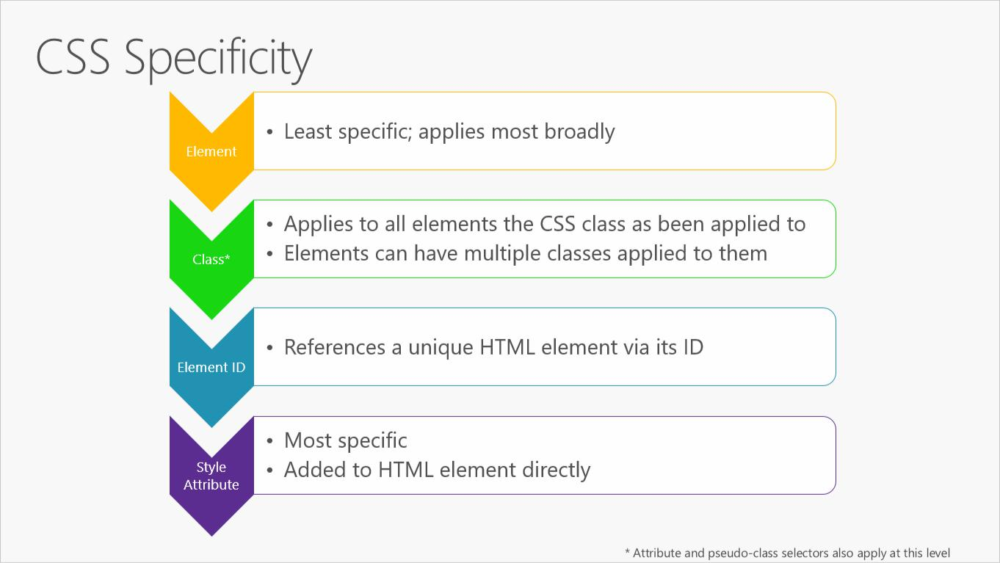 CSS Specificity
Element
• Least specific; applies most broadly
Class*
• Applies to all elements the CSS class as been applied to
• Elements can have multiple classes applied to them
Element ID
• References a unique HTML element via its ID
Style
Attribute
• Most specific
• Added to HTML element directly
* Attribute and pseudo-class selectors also apply at this level